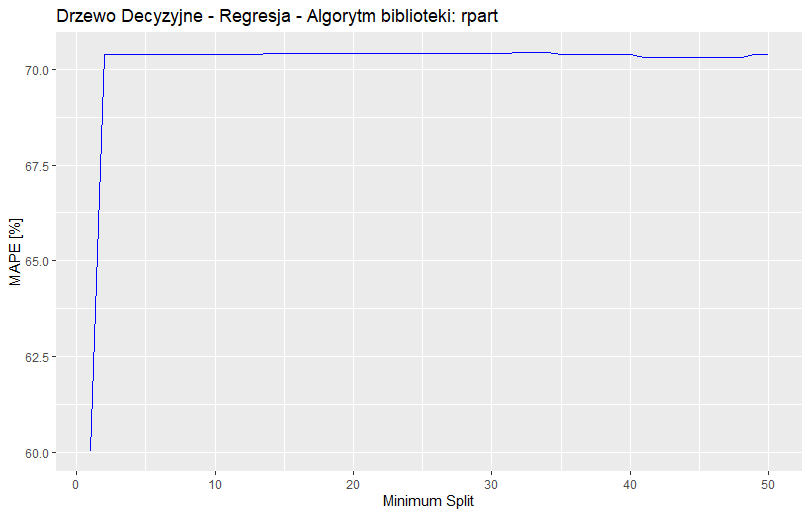 Drzewo Decyzyjne - Regresja - Algorytm biblioteki: rpart
MAPE [%]
70.0
67.5
65.0
62.5
60.0
0 10 20 30 40 50
Minimum Split